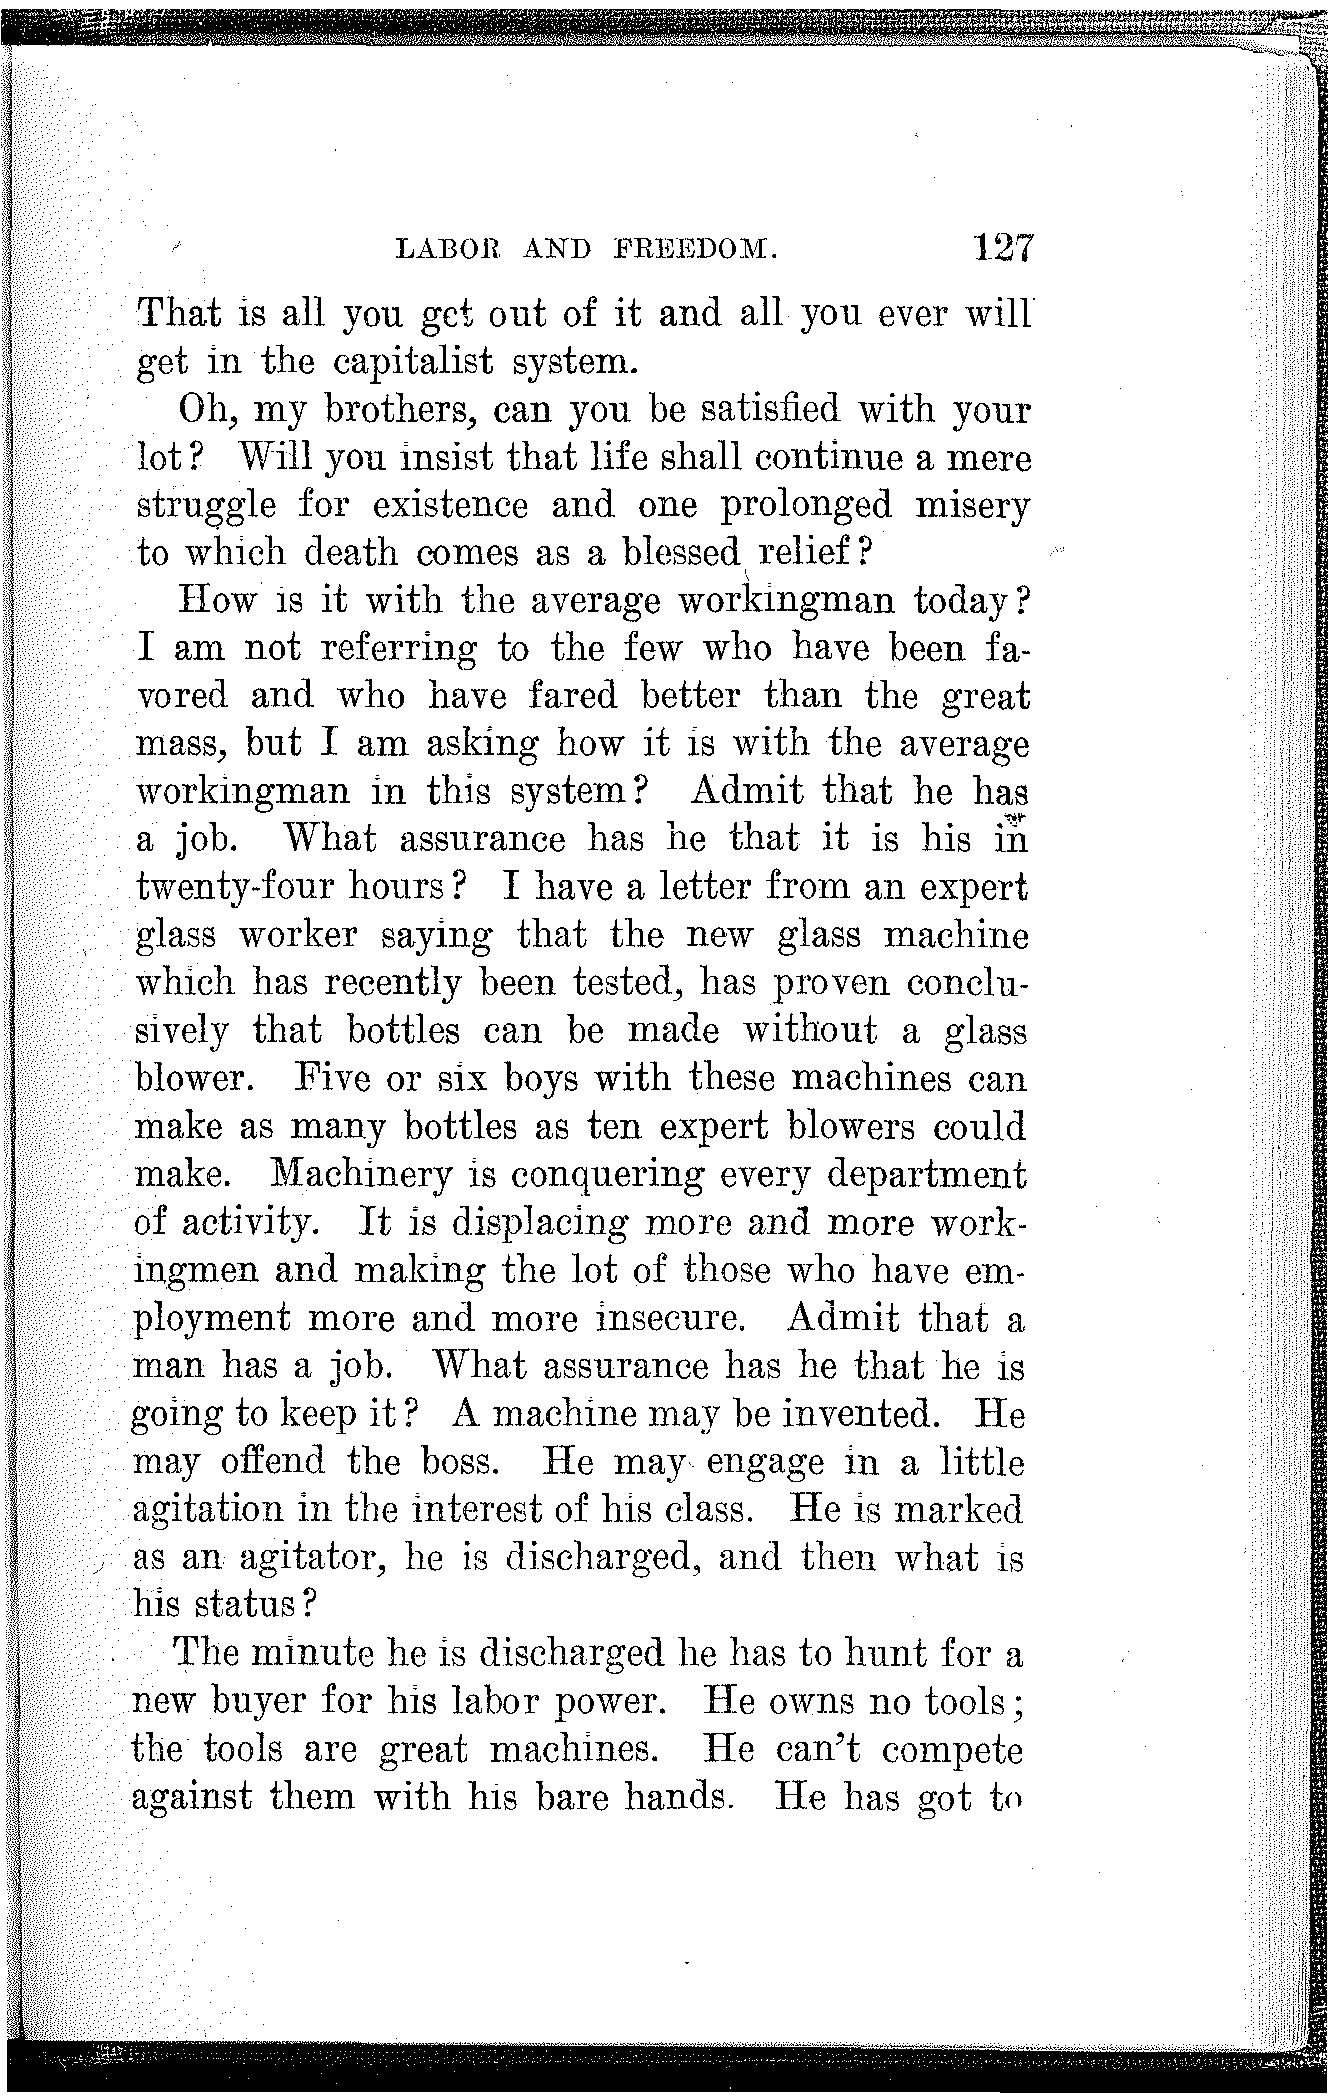 LABOR AND FREEDOM. 127
That is all you get out of it and all you ever will
get in the capitalist system.
Oh, my brothers, can you be satisfied with your
lot? Will you insist that life shall continue a mere
struggle for existence and one prolonged misery
to which death comes as a blessed relief?
How is it with the average workingman today?
I am not referring to the few who have been fa-
vored and who have fared better than the great
mass, but I am asking how it is with the average
workingman in this system? Admit that he has
a job. What assurance has he that it is his in
twenty-four hours? I have a letter from an expert
glass worker saying that the new glass machine
which has recently been tested, has proven conclu-
sively that bottles can be made without a glass
blower. Five or six boys with these machines can
make as many bottles as ten expert blowers could
make. Machinery is conquering every department
of activity. It is displacing more and more work-
ingmen and making the lot of those who have em-
ployment more and more insecure. Admit that a
man has a job. What assurance has he that he is
going to keep it? A machine may be invented. He
may offend the boss. He may engage in a little
agitation in the interest of his class. He is marked
as an agitator, he is discharged, and then what is
his status?
The minute he is discharged he has to hunt for a
new buyer for his labor power. He owns no tools;
the tools are great machines. He can't compete
against them with his bare hands. He has got to